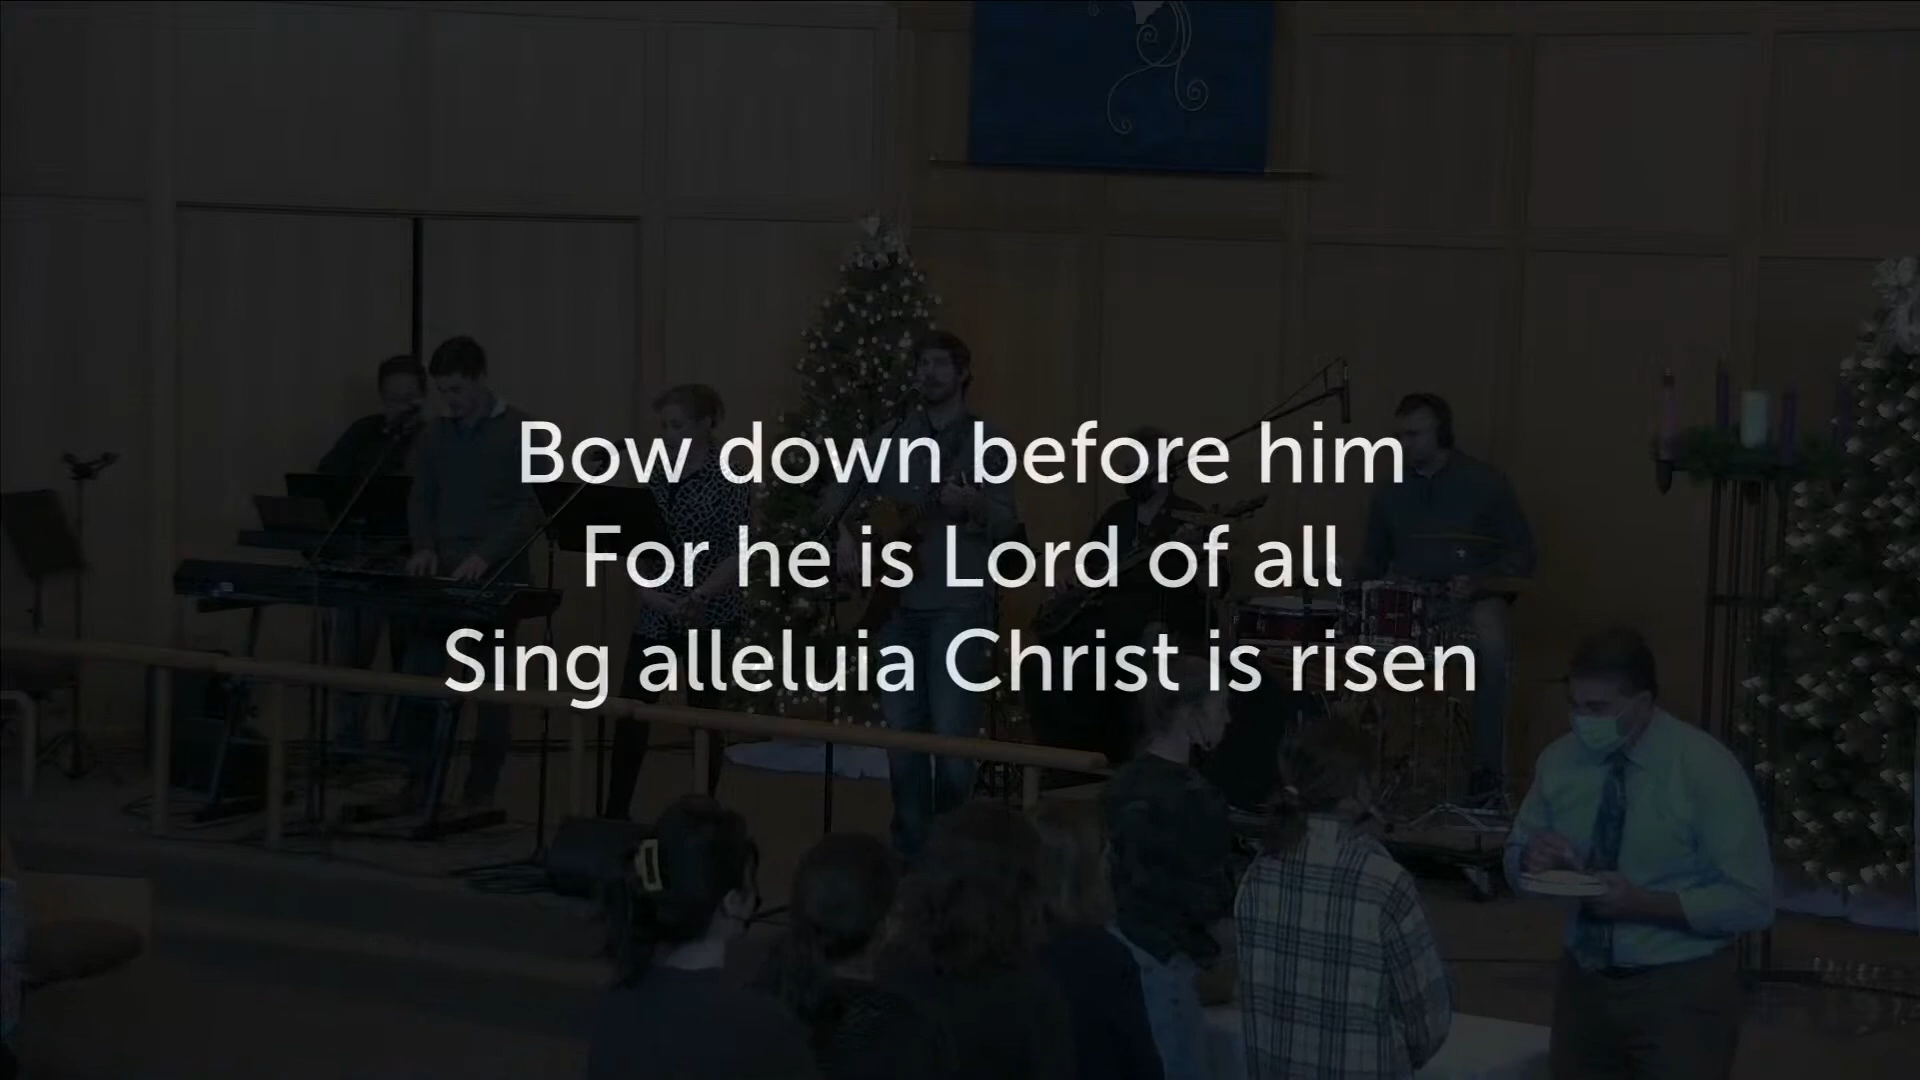 Bow down before him
For he is Lord of all
Sing alleluia Christ is risen